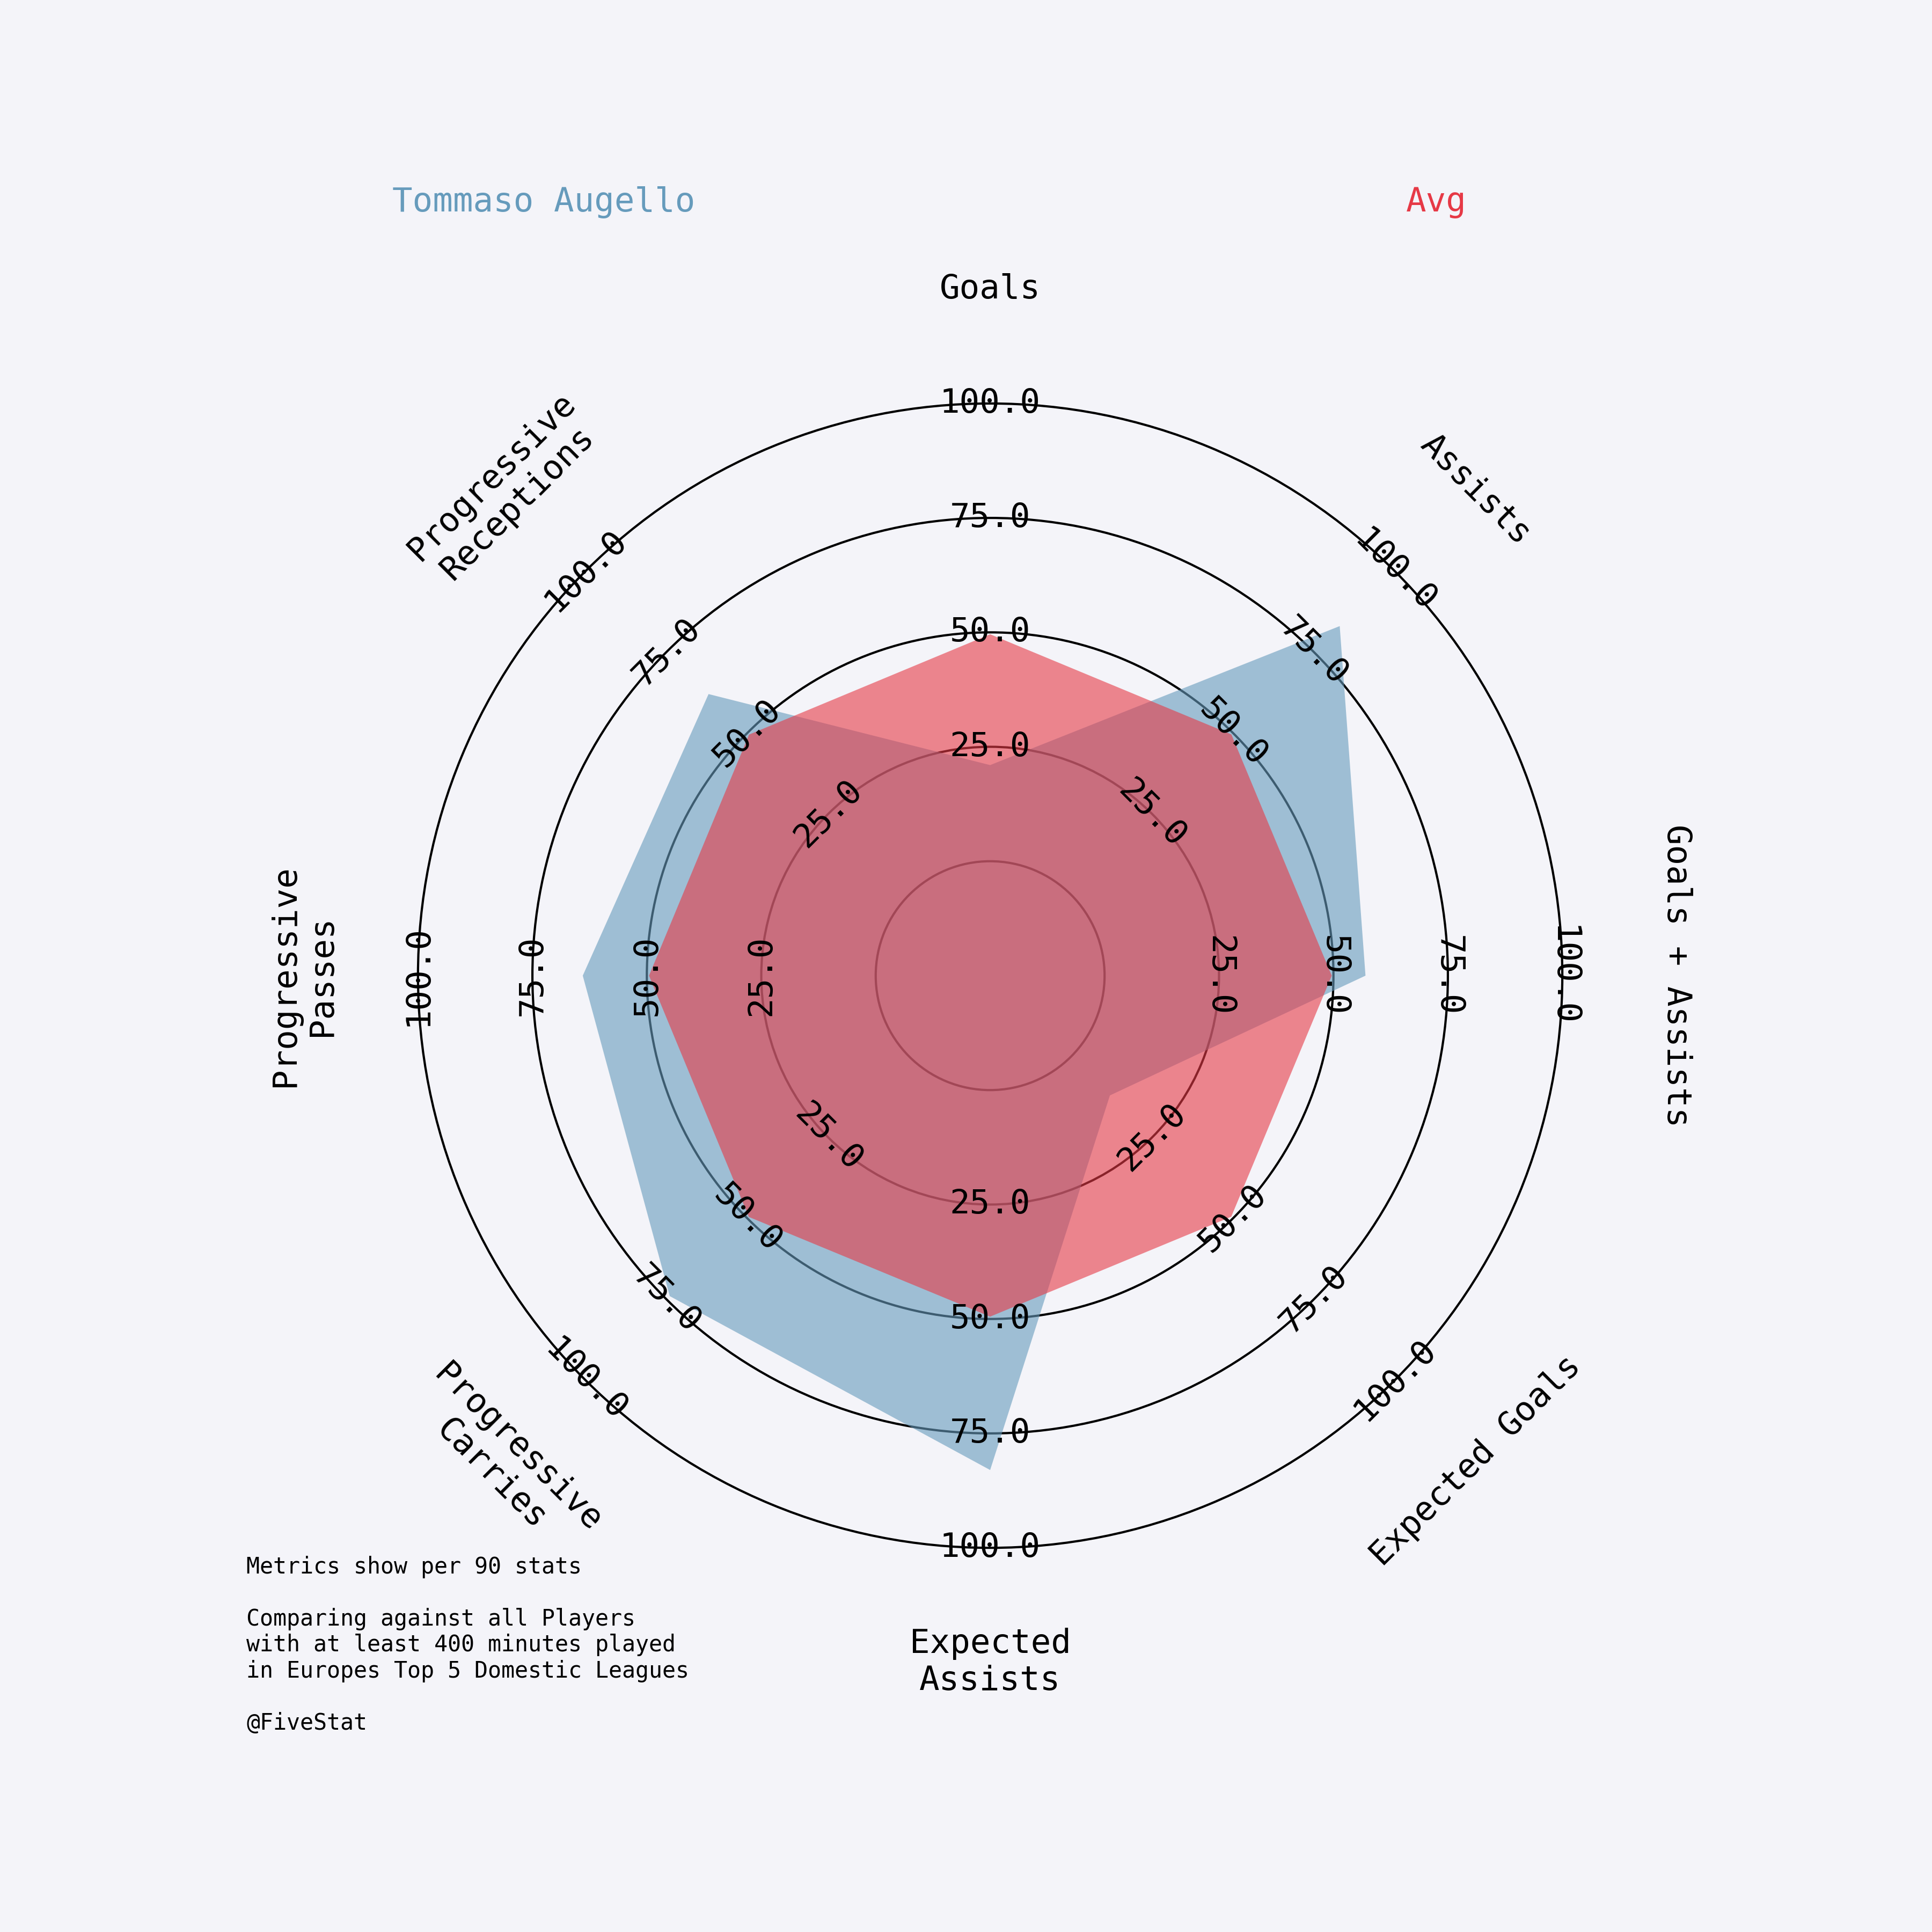 Tommaso Augello
Avg
Goals
Assists
Goals + Assists
Expected Goals
Expected
Assists
Progressive
Carries
Progressive
Passes
Progressive
Receptions
100.0
75.0
50.0
25.0
100.0
75.0
50.0
25.0
100.0
75.0
50.0
25.0
100.0
75.0
50.0
25.0
100.0
75.0
50.0
25.0
100.0
75.0
50.0
25.0
100.0
75.0
50.0
25.0
100.0
75.0
50.0
25.0
Metrics show per 90 stats
Comparing against all Players
with at least 400 minutes played
in Europes Top 5 Domestic Leagues
@FiveStat